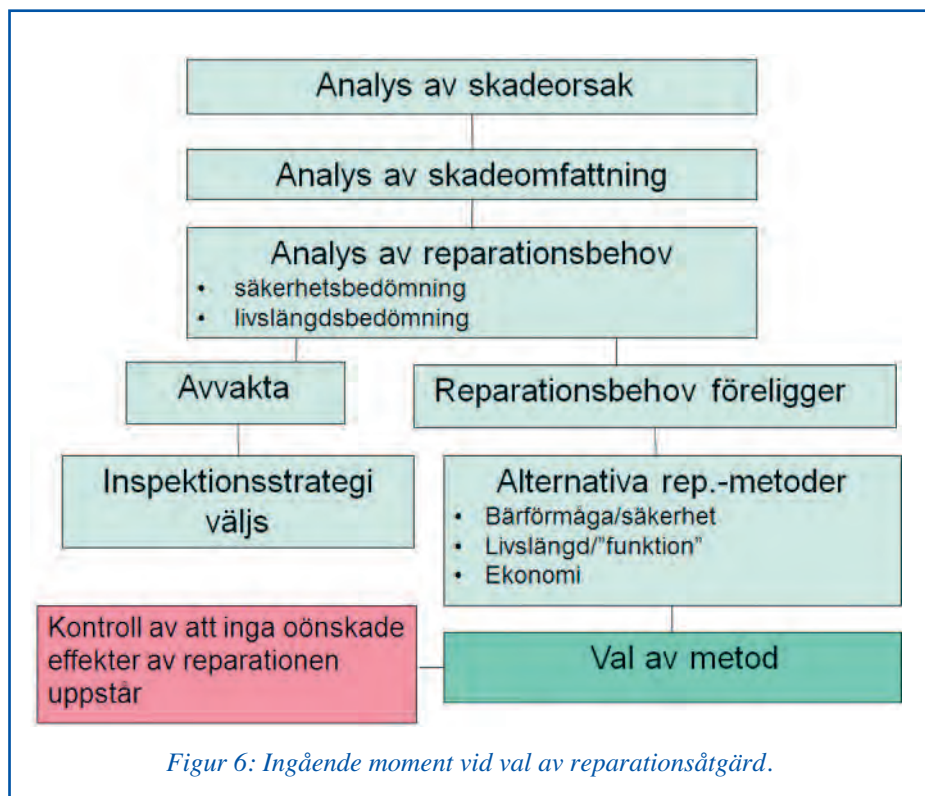 Analys av skadeorsak
Analys av skadeomfattning
Analys av reparationsbehov
• säkerhetsbedömning
• livslängdsbedömning
Avvakta
Reparationsbehov föreligger
Inspektionsstrategi
väljs
Alternativa rep.-metoder
• Bärförmåga/säkerhet
• Livslängd/”funktion”
• Ekonomi
Kontroll av att inga oönskade
effekter av reparationen
uppstår
Val av metod
Figur 6: Ingående moment vid val av reparationsåtgärd.